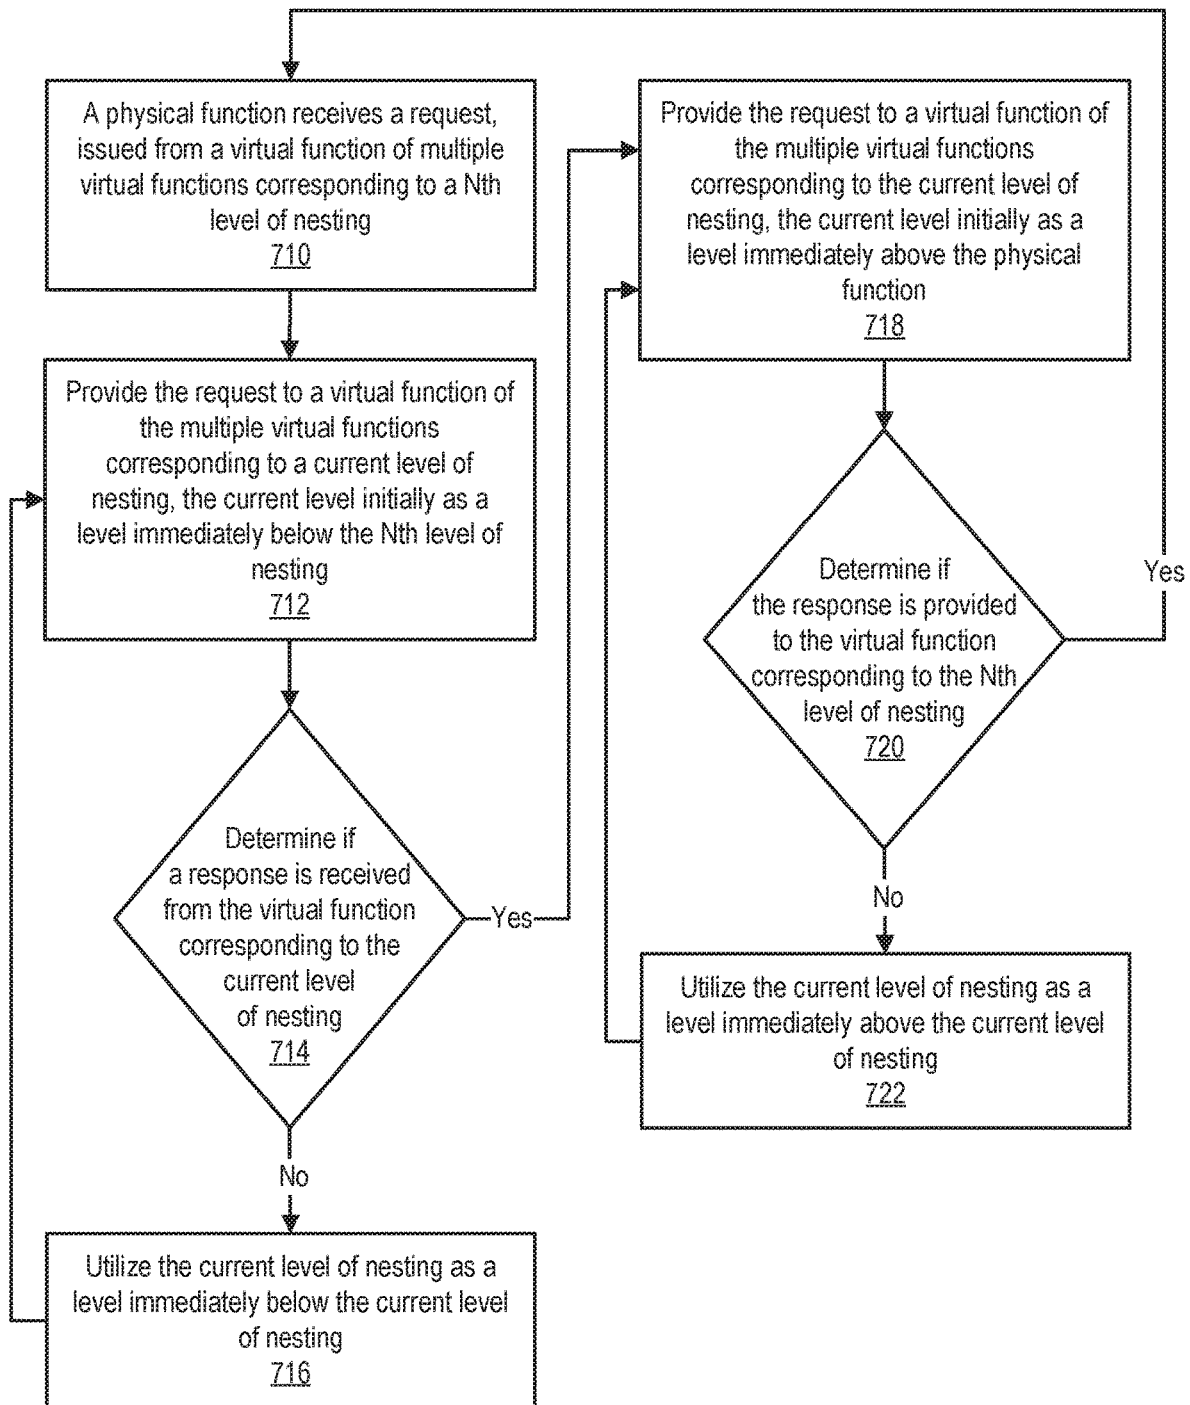 A physical function receives a request,
issued from a virtual function of multiple
virtual functions corresponding to a Nth
level of nesting
710
Provide the request to a virtual function of
the multiple virtual functions
corresponding to a current level of
nesting, the current level initially as a
level immediately below the Nth level of
nesting
712
Determine if
a response is received
from the virtual function
corresponding to the
current level
of nesting
714
Yes
No
Utilize the current level of nesting as a
level immediately below the current level
of nesting
716
Provide the request to a virtual function of
the multiple virtual functions
corresponding to the current level of
nesting, the current level initially as a
level immediately above the physical
function
718
Determine if
the response is provided
to the virtual function
corresponding to the Nth
level of nesting
720
Yes
No
Utilize the current level of nesting as a
level immediately above the current level
of nesting
722